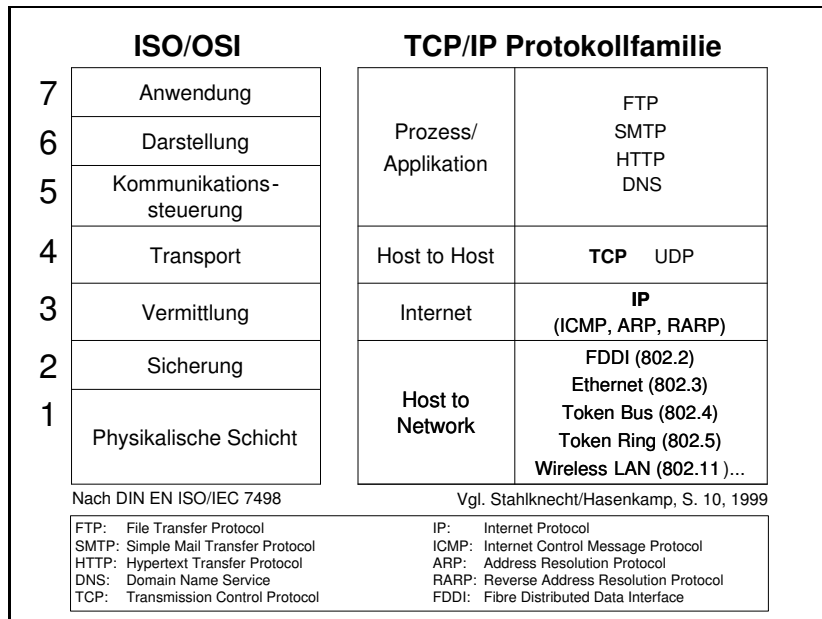 ISO/OSI
TCP/IP Protokollfamilie
7
Anwendung
6
Darstellung
5
Kommunikations-
steuerung
4
Transport
3
Vermittlung
2
Sicherung
1
Physikalische Schicht
Prozess/
Applikation
FTP
SMTP
HTTP
DNS
Host to Host
TCP UDP
Internet
IP
(ICMP, ARP, RARP)
Host to
Network
FDDI (802.2)
Ethernet (802.3)
Token Bus (802.4)
Token Ring (802.5)
Wireless LAN (802.11)...
Nach DIN EN ISO/IEC 7498
Vgl. Stahlknecht/Hasenkamp, S. 10, 1999
FTP: File Transfer Protocol
SMTP: Simple Mail Transfer Protocol
HTTP: Hypertext Transfer Protocol
DNS: Domain Name Service
TCP: Transmission Control Protocol
IP: Internet Protocol
ICMP: Internet Control Message Protocol
ARP: Address Resolution Protocol
RARP: Reverse Address Resolution Protocol
FDDI: Fibre Distributed Data Interface